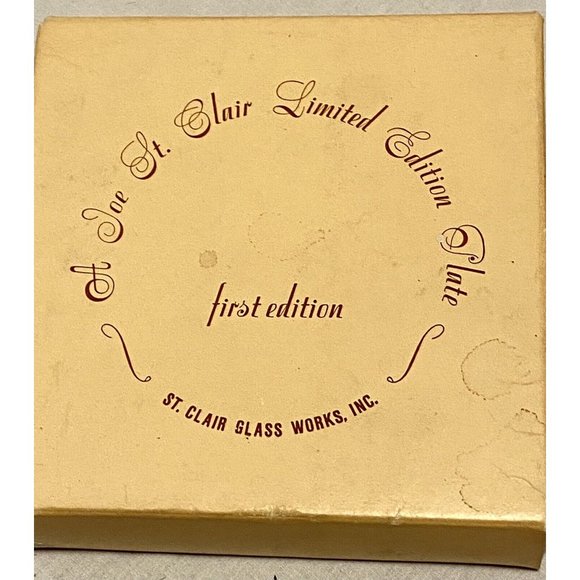 A Joe St. Clair Limited Edition Plate
first edition
ST. CLAIR GLASS WORKS, INC.